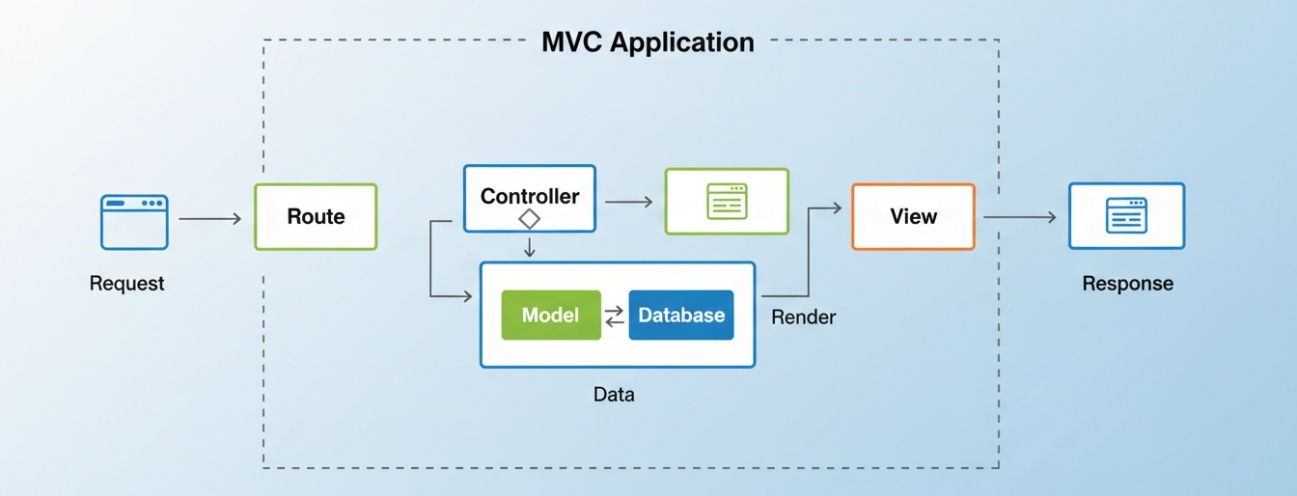 MVC Application
Request
Route
Controller
Model
Database
Data
Render
View
Response